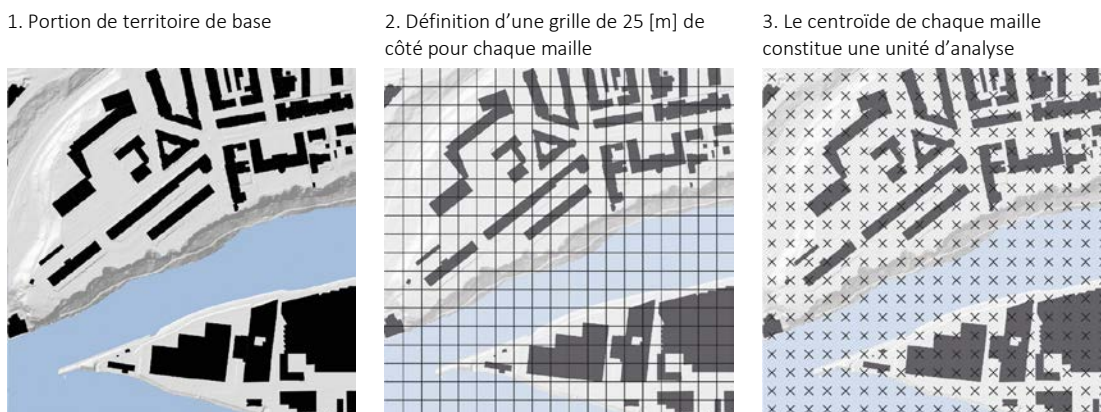 1. Portion de territoire de base
2. Définition d’une grille de 25 [m] de
côté pour chaque maille
3. Le centroïde de chaque maille
constitue une unité d’analyse